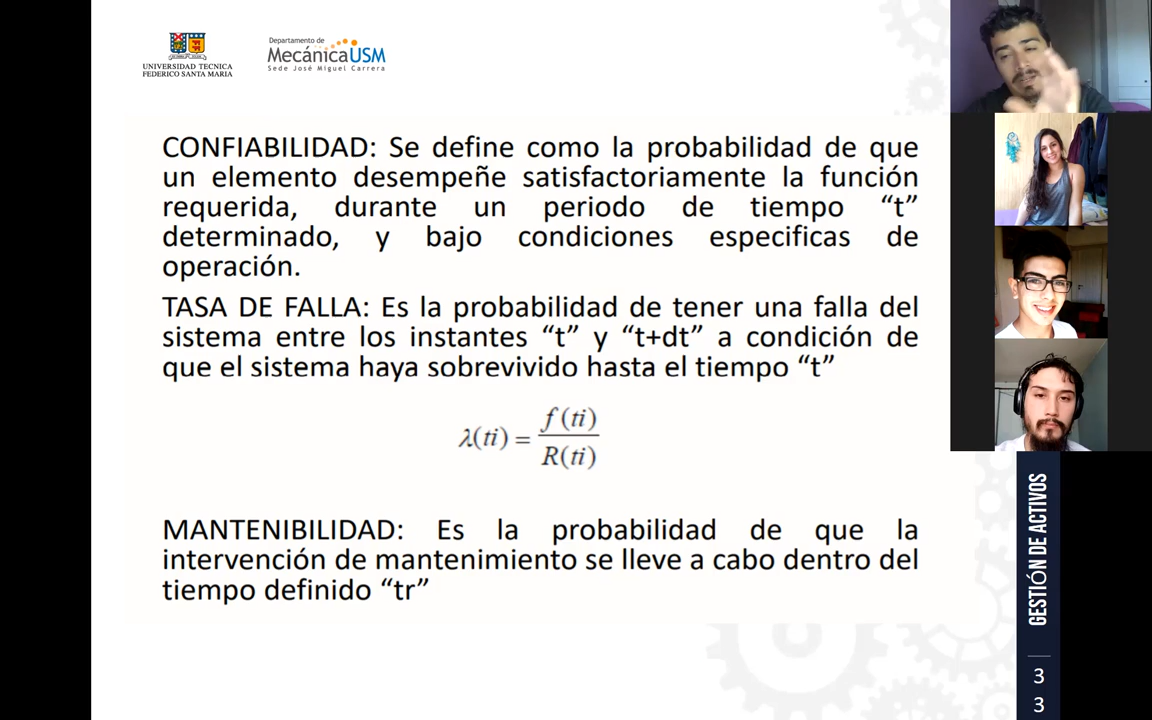 UNIVERSIDAD TECNICA
FEDERICO SANTA MARIA
Departamento de
MecánicaUSM
Sede José Miguel Carrera
CONFIABILIDAD: Se define como la probabilidad de que
un elemento desempeñe satisfactoriamente la función
requerida, durante un periodo de tiempo “t”
determinado, y bajo condiciones especificas de
operación.
TASA DE FALLA: Es la probabilidad de tener una falla del
sistema entre los instantes “t” y “t+dt” a condición de
que el sistema haya sobrevivido hasta el tiempo “t”
λ(ti) = f(ti) / R(ti)
MANTENIBILIDAD: Es la probabilidad de que la
intervención de mantenimiento se lleve a cabo dentro del
tiempo definido “tr”
GESTIÓN DE ACTIVOS
3
3